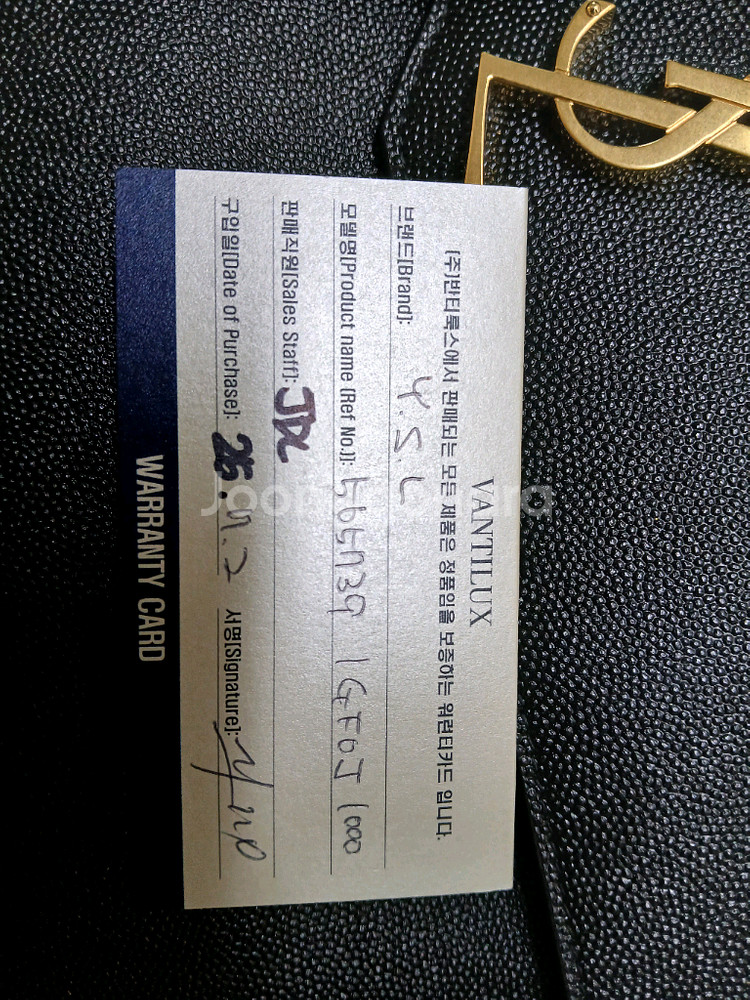 VANTILUX
(주)반티룩스에서 판매되는 모든 제품은 정품임을 보증하는 워런티카드 입니다.
브랜드[Brand]: Y.S.L
모델명[Product name (Ref No.)]: 565739 1GF0J 1000
판매직원[Sales Staff]: JDL
구입일[Date of Purchase]: 25.7.2 서명[Signature]:
WARRANTY CARD